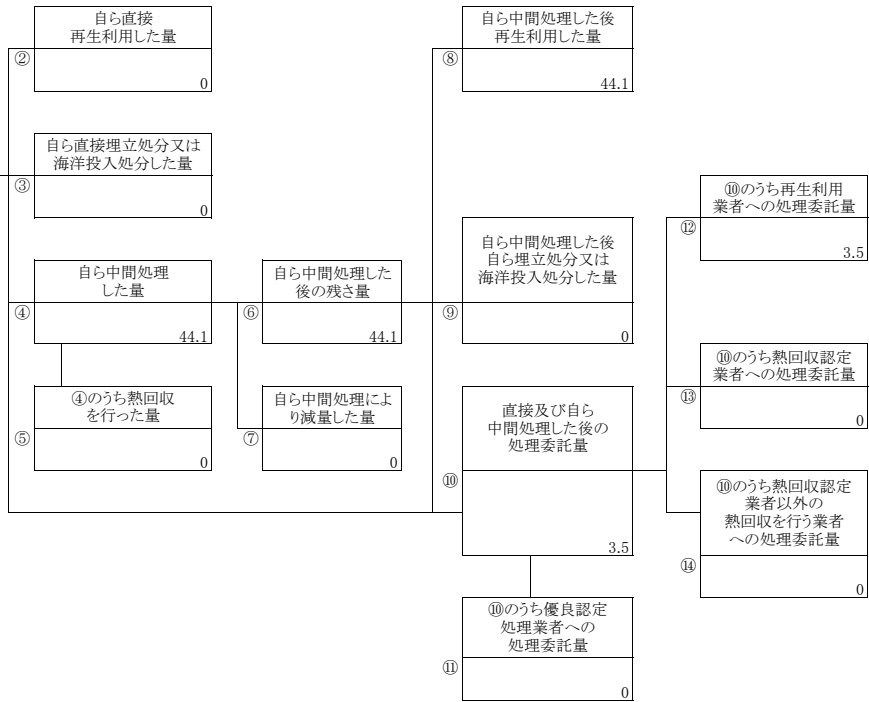 自ら直接
再生利用した量
②
0
自ら直接埋立処分又は
海洋投入処分した量
③
0
自ら中間処理
した量
④
44.1
④のうち熱回収
を行った量
⑤
0
自ら中間処理した
後の残さ量
⑥
44.1
自ら中間処理によ
り減量した量
⑦
0
自ら中間処理した後
再生利用した量
⑧
44.1
自ら中間処理した後
自ら埋立処分又は
海洋投入処分した量
⑨
0
直接及び自ら
中間処理した後の
処理委託量
⑩
3.5
⑩のうち優良認定
処理業者への
処理委託量
⑪
0
⑩のうち再生利用
業者への処理委託量
⑫
3.5
⑩のうち熱回収認定
業者への処理委託量
⑬
0
⑩のうち熱回収認定
業者以外の
熱回収を行う業者
への処理委託量
⑭
0